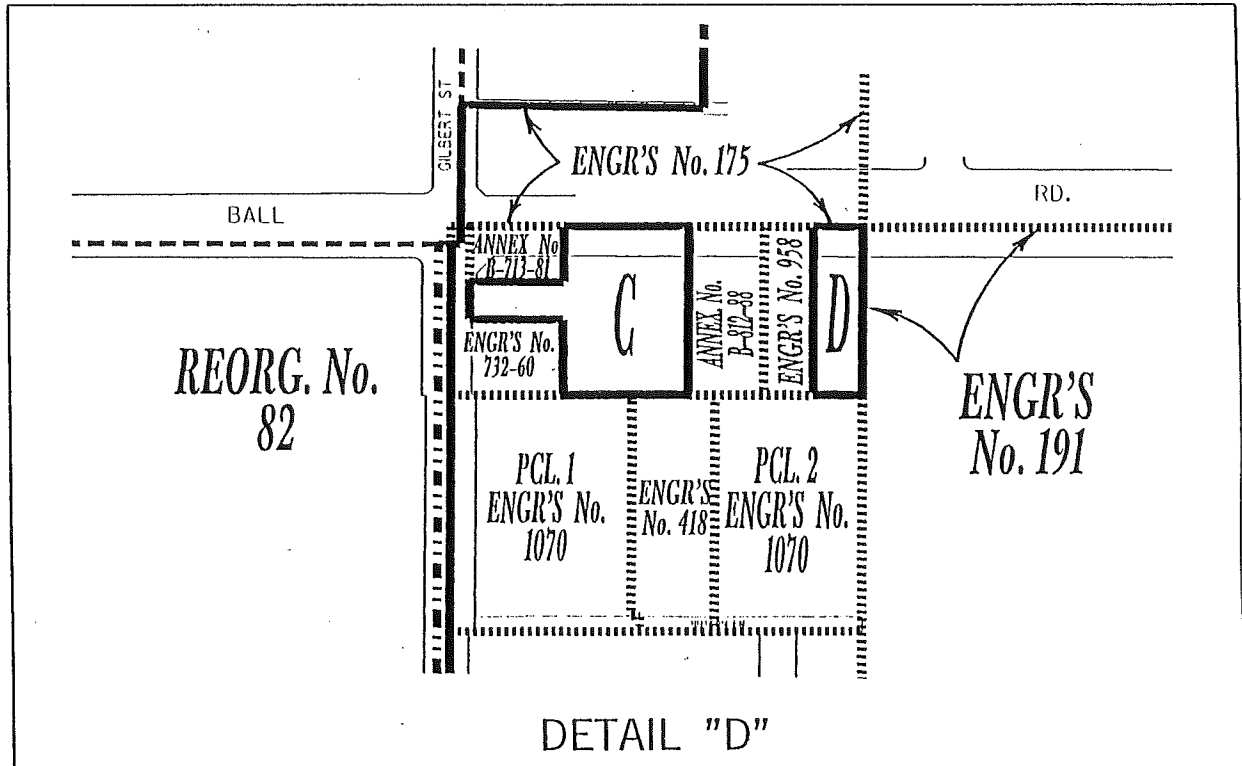 GILBERT ST
ENGR'S No. 175
BALL
RD.
ANNEX No
B-713-81
C
ANNEX. No.
B-812-88
ENGR'S No. 958
D
ENGR'S No.
732-60
REORG. No.
82
ENGR'S
No. 191
PCL. 1
ENGR'S No.
1070
ENGR'S
No. 418
PCL. 2
ENGR'S No.
1070
DETAIL "D"